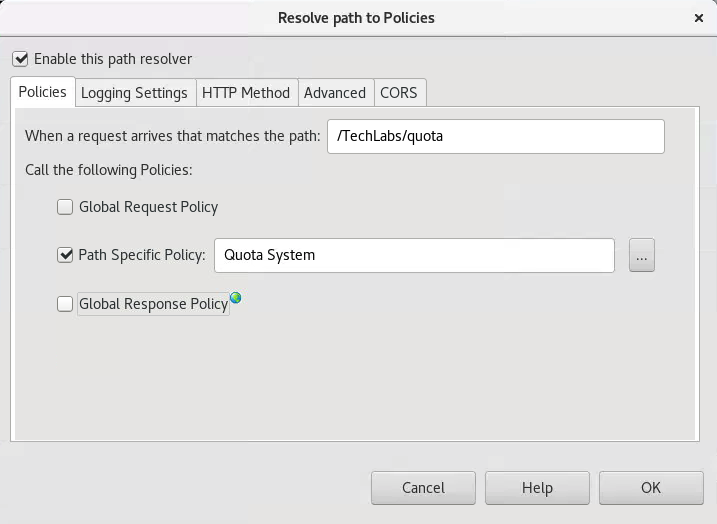 Resolve path to Policies
Enable this path resolver
Policies Logging Settings HTTP Method Advanced CORS
When a request arrives that matches the path: /TechLabs/quota
Call the following Policies:
Global Request Policy
Path Specific Policy: Quota System ...
Global Response Policy
Cancel Help OK